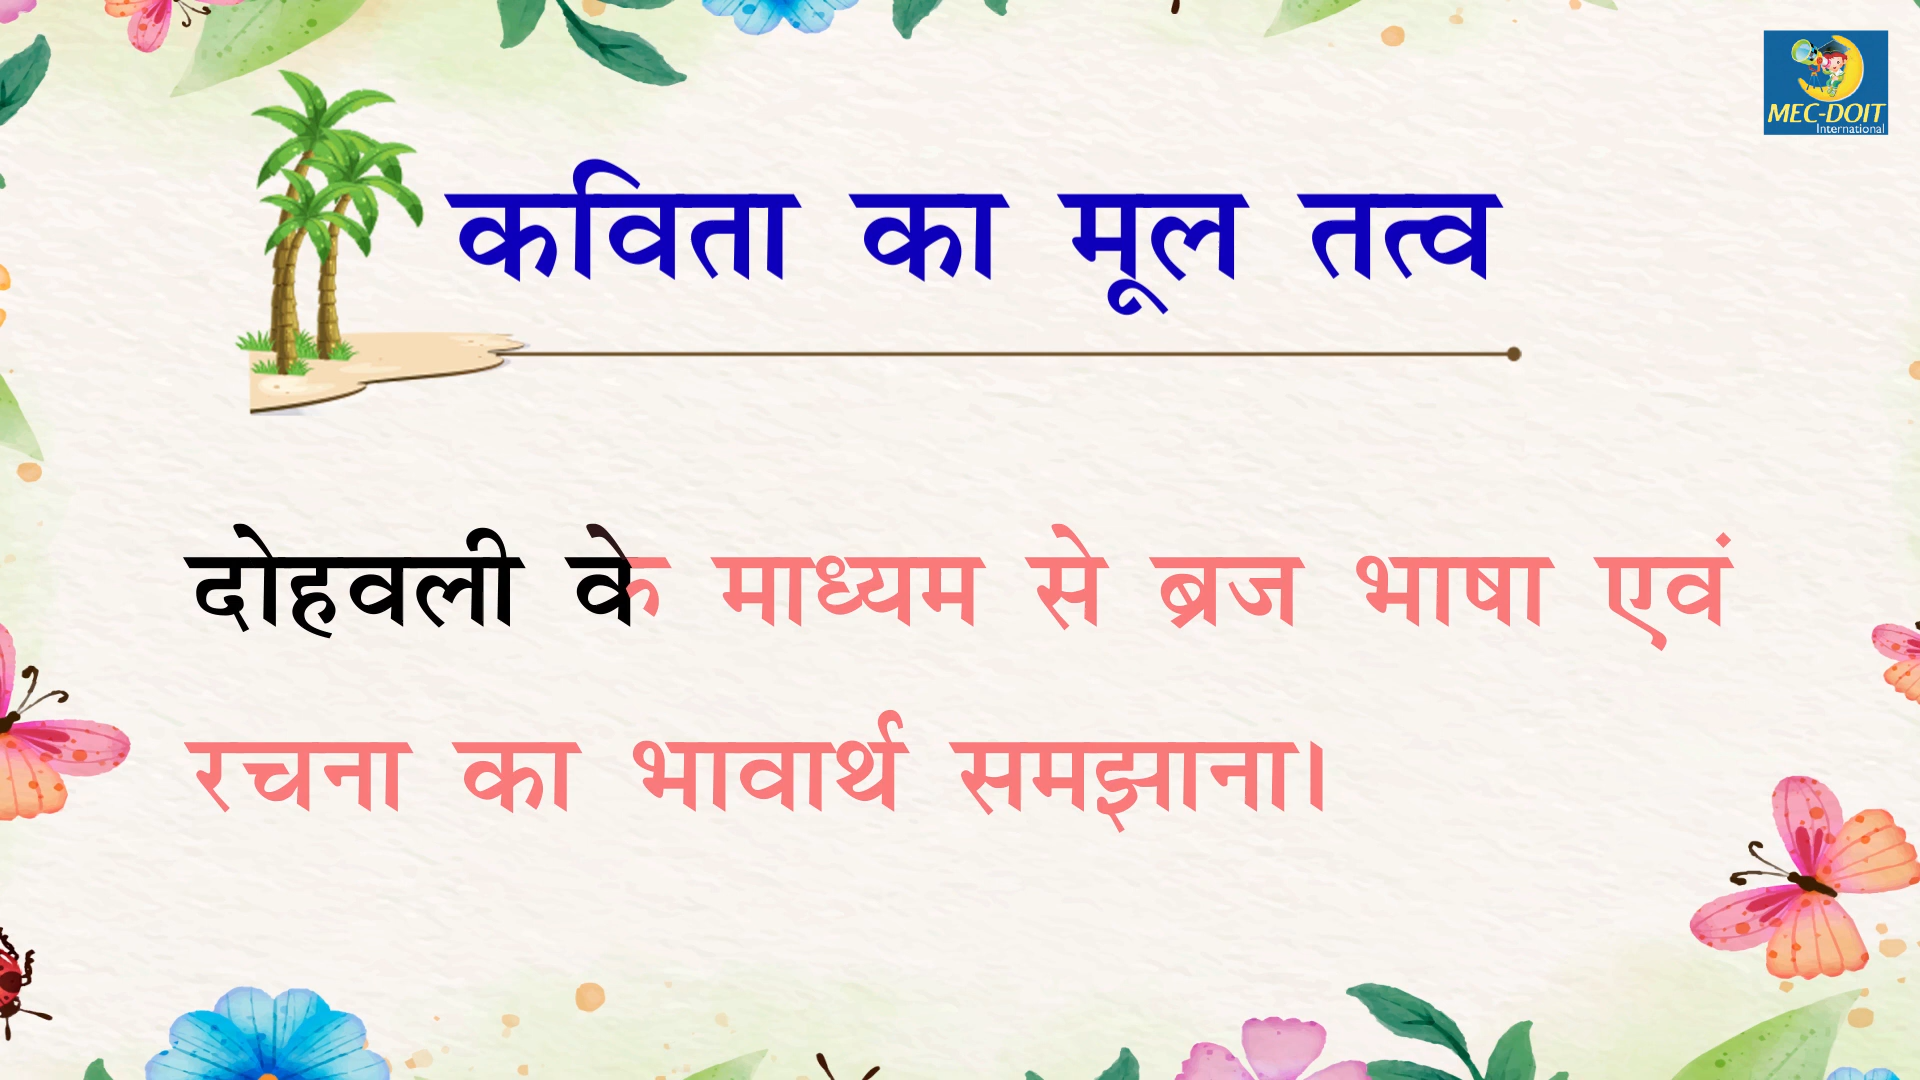 MEC-DOIT
International
कविता का मूल तत्व
दोहवली के माध्यम से ब्रज भाषा एवं
रचना का भावार्थ समझाना।